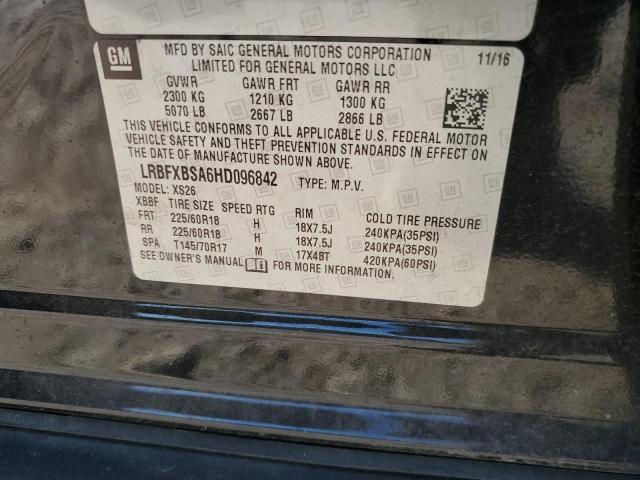 GM
MFD BY SAIC GENERAL MOTORS CORPORATION 11/16
LIMITED FOR GENERAL MOTORS LLC
GVWR GAWR FRT GAWR RR
2300 KG 1210 KG 1300 KG
5070 LB 2667 LB 2866 LB
THIS VEHICLE CONFORMS TO ALL APPLICABLE U.S. FEDERAL MOTOR
VEHICLE SAFETY AND THEFT PREVENTION STANDARDS IN EFFECT ON
THE DATE OF MANUFACTURE SHOWN ABOVE.
LRBFXBSA6HD096842 TYPE: M.P.V.
MODEL: XS26
XBBF TIRE SIZE SPEED RTG RIM COLD TIRE PRESSURE
FRT 225/60R18 H 18X7.5J 240KPA(35PSI)
RR 225/60R18 H 18X7.5J 240KPA(35PSI)
SPA T145/70R17 M 17X4BT 420KPA(60PSI)
SEE OWNER'S MANUAL FOR MORE INFORMATION.